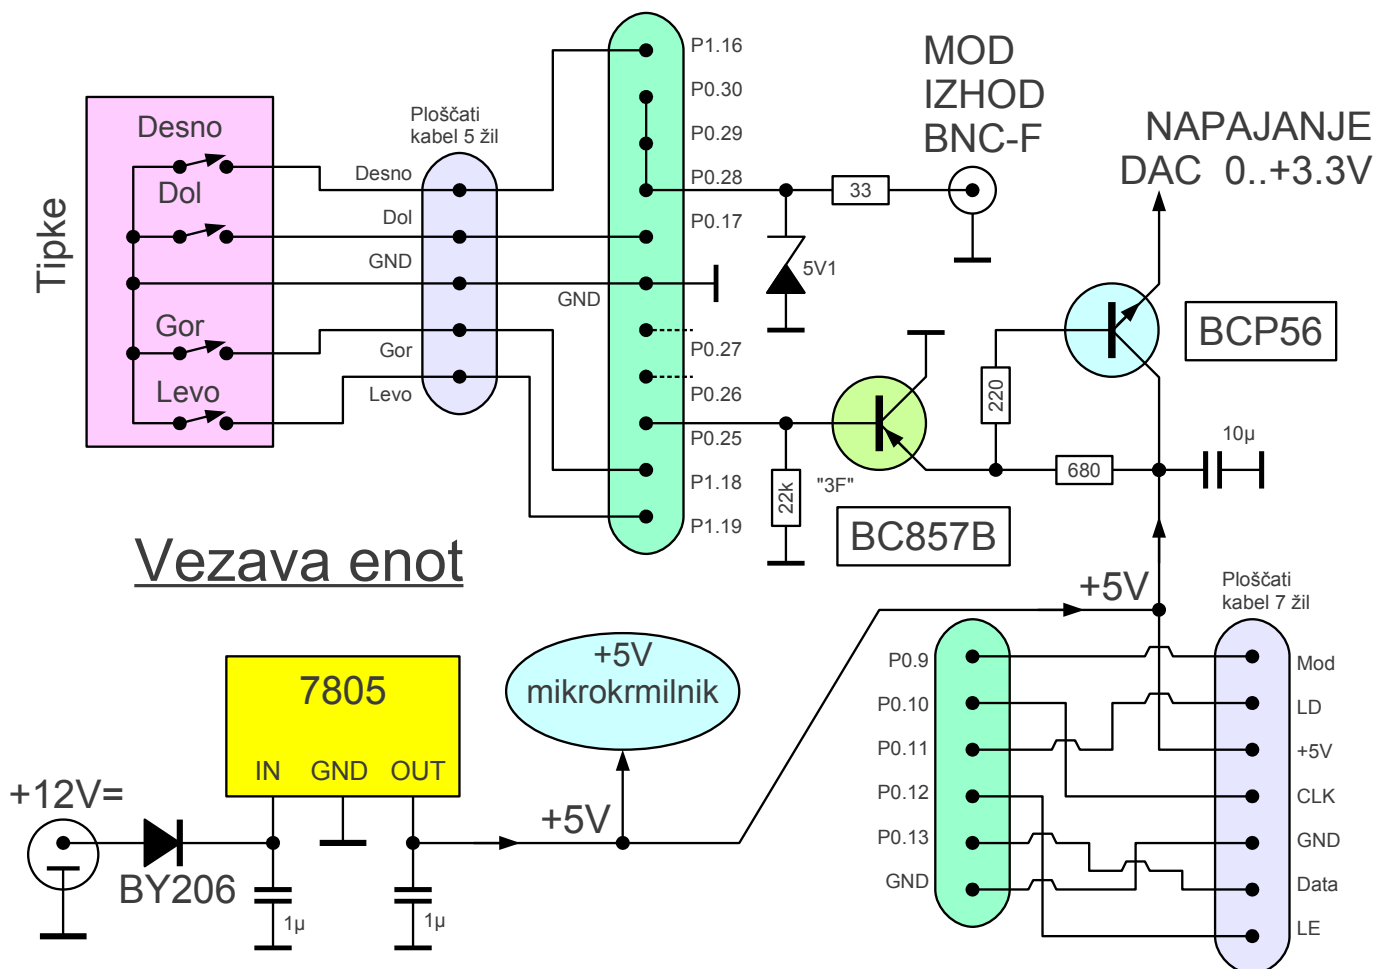 MOD
IZHOD
BNC-F
NAPAJANJE
DAC 0..+3.3V
Tipke
Desno
Dol
Gor
Levo
Ploščati
kabel 5 žil
Desno
Dol
GND
Gor
Levo
GND
P1.16
P0.30
P0.29
P0.28
P0.17
P0.27
P0.26
P0.25
P1.18
P1.19
33
5V1
BCP56
220
680
10µ
22k
"3F"
BC857B
Vezava enot
+5V
Ploščati
kabel 7 žil
7805
IN GND OUT
+5V
mikrokrmilnik
+12V=
BY206
1µ
1µ
+5V
P0.9
P0.10
P0.11
P0.12
P0.13
GND
Mod
LD
+5V
CLK
GND
Data
LE